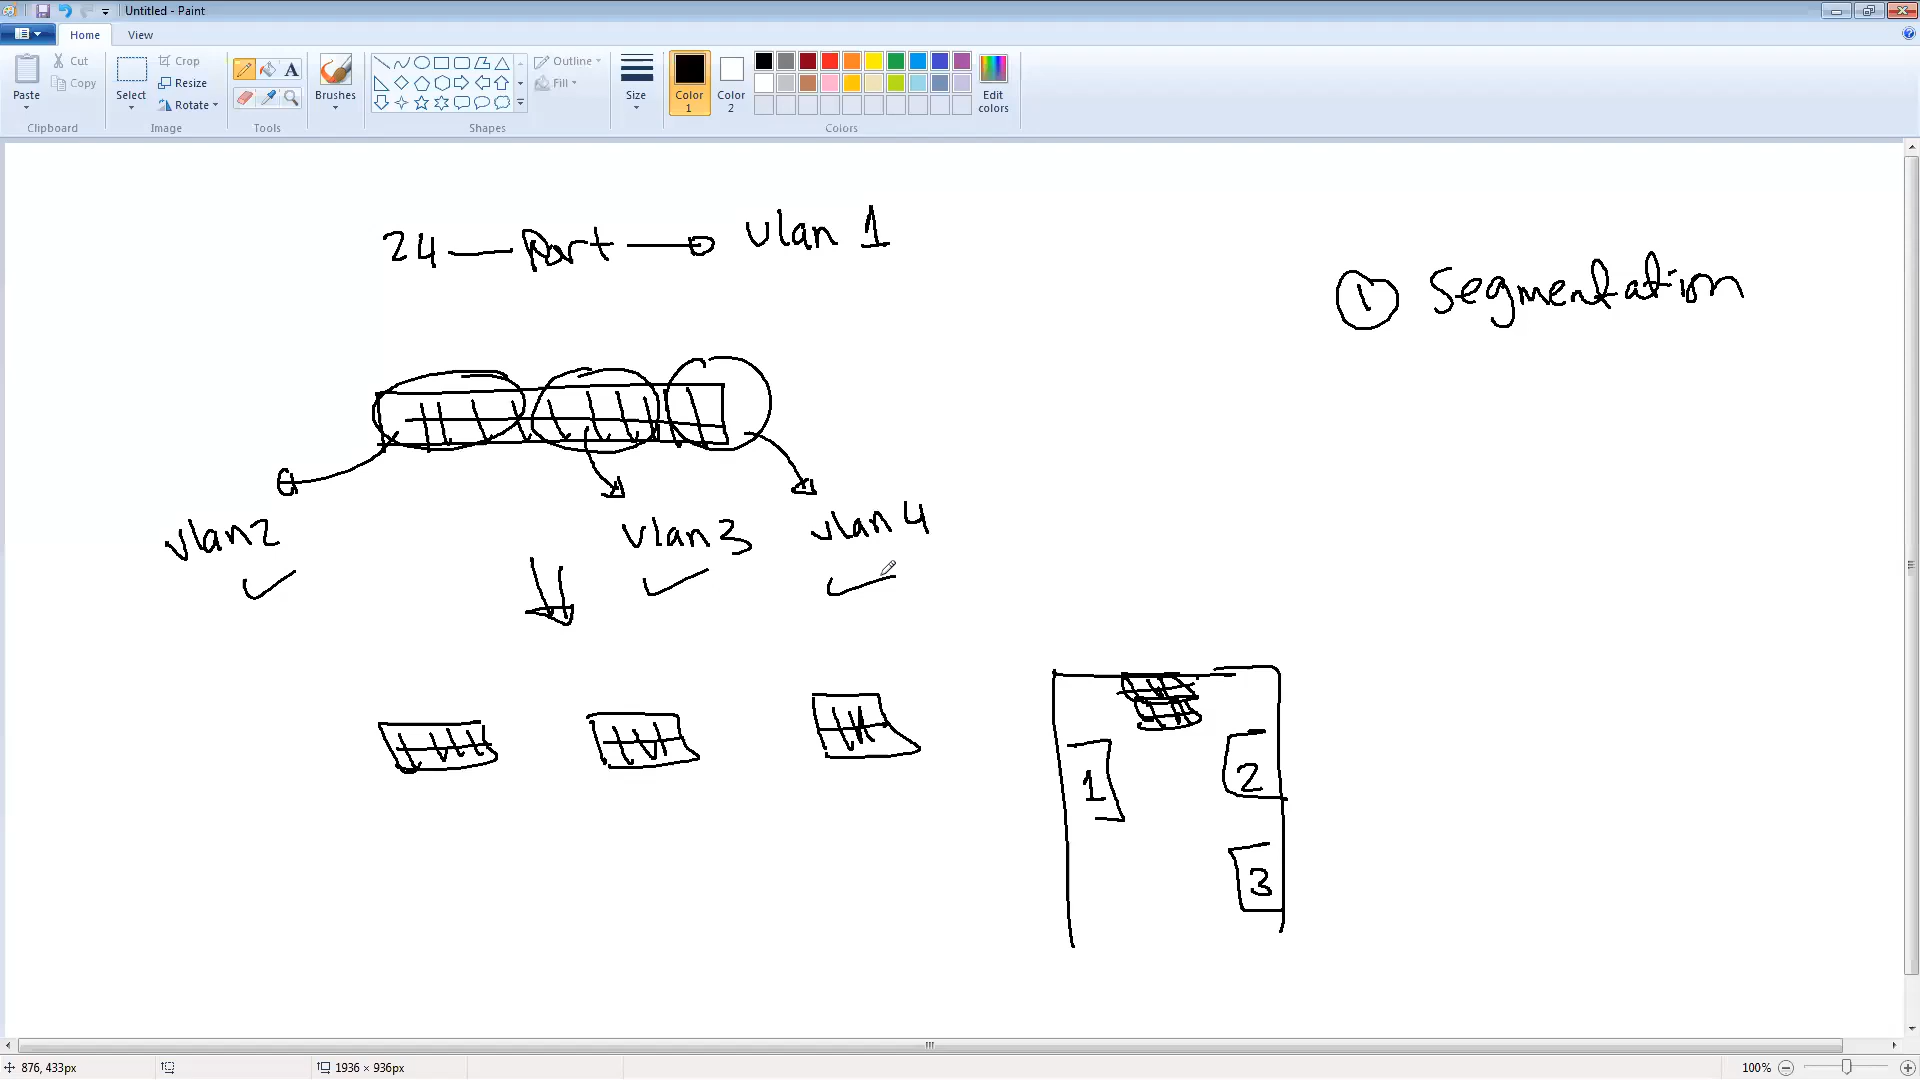 Untitled - Paint
Home View
Cut
Copy
Paste
Crop
Resize
Rotate
Select
Brushes
Outline
Fill
Size
Color 1
Color 2
Edit colors
Clipboard Image Tools Shapes Colors
24 — Port — vlan 1
① Segmentation
vlan2 vlan3 vlan4
1 2
3
876, 433px 1936 × 936px 100%